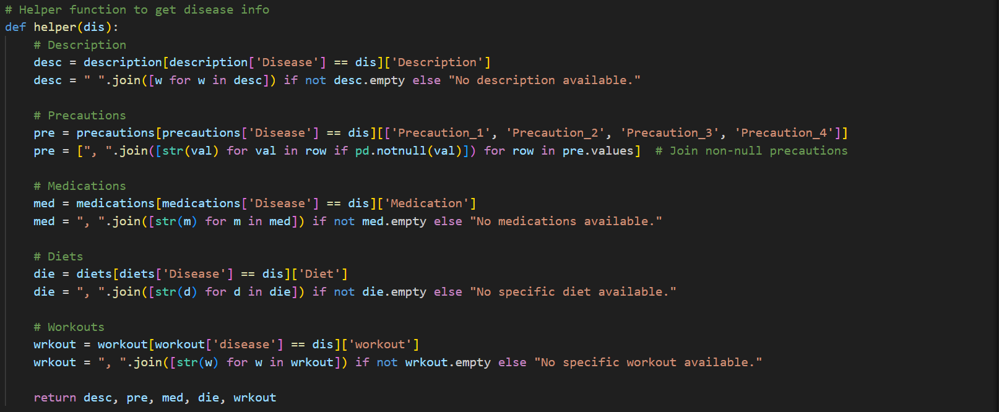 # Helper function to get disease info
def helper(dis):
    # Description
    desc = description[description['Disease'] == dis]['Description']
    desc = " ".join([w for w in desc]) if not desc.empty else "No description available."

    # Precautions
    pre = precautions[precautions['Disease'] == dis][['Precaution_1', 'Precaution_2', 'Precaution_3', 'Precaution_4']]
    pre = [", ".join([str(val) for val in row if pd.notnull(val)]) for row in pre.values]  # Join non-null precautions

    # Medications
    med = medications[medications['Disease'] == dis]['Medication']
    med = ", ".join([str(m) for m in med]) if not med.empty else "No medications available."

    # Diets
    die = diets[diets['Disease'] == dis]['Diet']
    die = ", ".join([str(d) for d in die]) if not die.empty else "No specific diet available."

    # Workouts
    wrkout = workout[workout['disease'] == dis]['workout']
    wrkout = ", ".join([str(w) for w in wrkout]) if not wrkout.empty else "No specific workout available."

    return desc, pre, med, die, wrkout